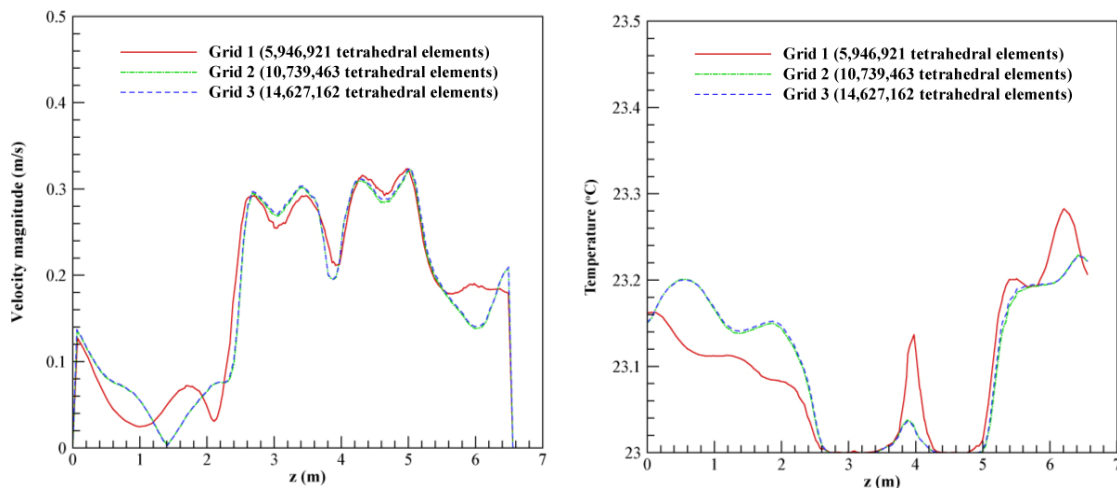 0.5
Grid 1 (5,946,921 tetrahedral elements)
Grid 2 (10,739,463 tetrahedral elements)
Grid 3 (14,627,162 tetrahedral elements)
0.4
0.3
0.2
0.1
0
Velocity magnitude (m/s)
0 1 2 3 4 5 6 7
z (m)
23.5
Grid 1 (5,946,921 tetrahedral elements)
Grid 2 (10,739,463 tetrahedral elements)
Grid 3 (14,627,162 tetrahedral elements)
23.4
23.3
23.2
23.1
23
Temperature (°C)
0 1 2 3 4 5 6 7
z (m)